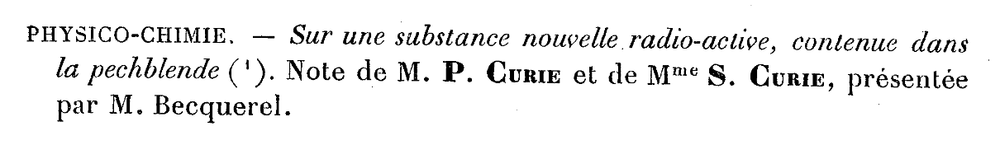 PHYSICO-CHIMIE. — Sur une substance nouvelle radio-active, contenue dans
la pechblende (¹). Note de M. P. CURIE et de Mᵐᵉ S. CURIE, présentée
par M. Becquerel.